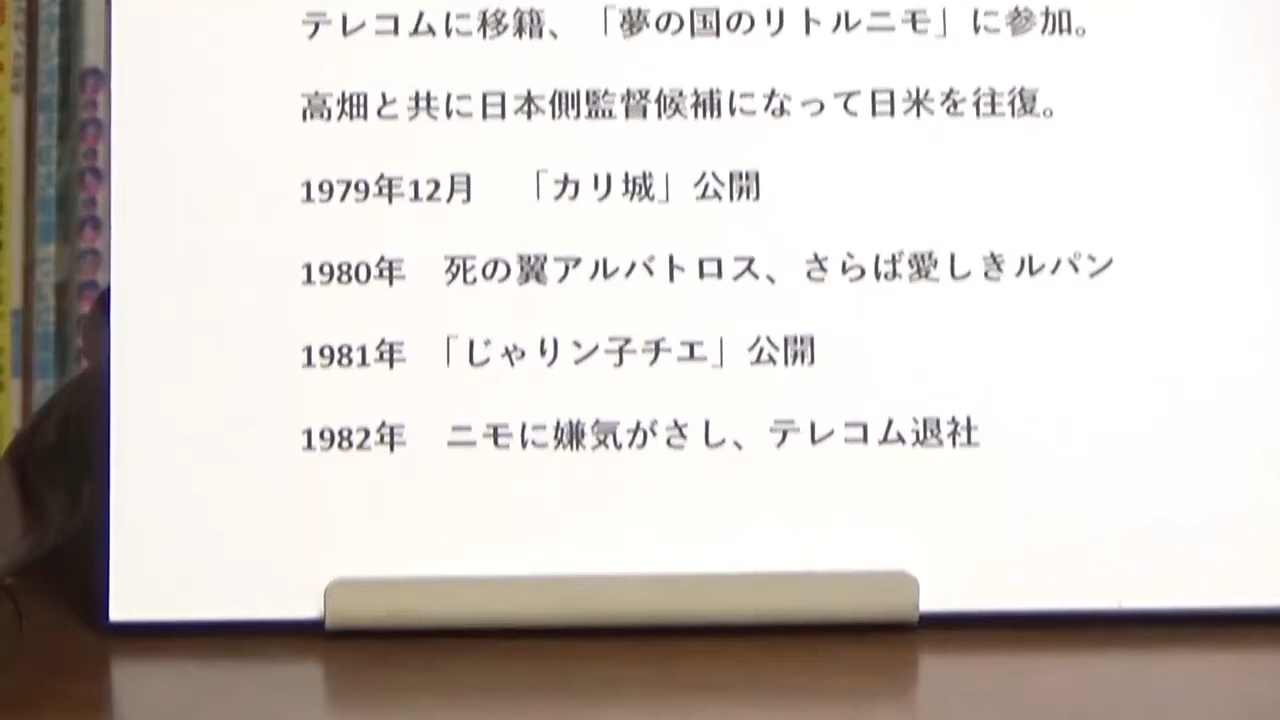 テレコムに移籍、「夢の国のリトルニモ」に参加。
高畑と共に日本側監督候補になって日米を往復。
1979年12月　「カリ城」公開
1980年　死の翼アルバトロス、さらば愛しきルパン
1981年　「じゃりン子チエ」公開
1982年　ニモに嫌気がさし、テレコム退社